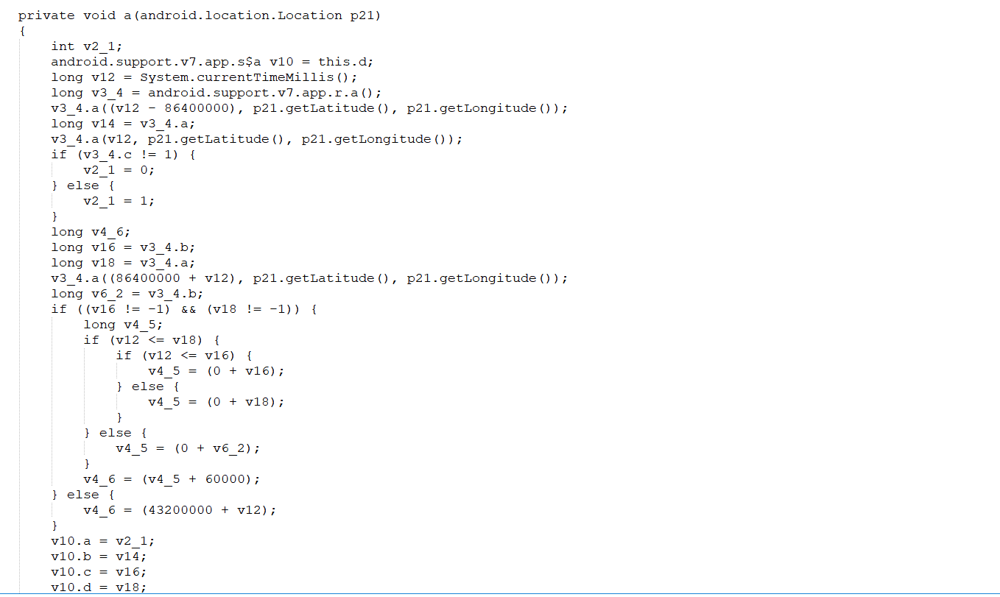 private void a(android.location.Location p21)
{
int v2_1;
android.support.v7.app.s$a v10 = this.d;
long v12 = System.currentTimeMillis();
long v3_4 = android.support.v7.app.r.a();
v3_4.a((v12 - 86400000), p21.getLatitude(), p21.getLongitude());
long v14 = v3_4.a;
v3_4.a(v12, p21.getLatitude(), p21.getLongitude());
if (v3_4.c != 1) {
v2_1 = 0;
} else {
v2_1 = 1;
}
long v4_6;
long v16 = v3_4.b;
long v18 = v3_4.a;
v3_4.a((86400000 + v12), p21.getLatitude(), p21.getLongitude());
long v6_2 = v3_4.b;
if ((v16 != -1) && (v18 != -1)) {
long v4_5;
if (v12 <= v18) {
if (v12 <= v16) {
v4_5 = (0 + v16);
} else {
v4_5 = (0 + v18);
}
} else {
v4_5 = (0 + v6_2);
}
v4_6 = (v4_5 + 60000);
} else {
v4_6 = (43200000 + v12);
}
v10.a = v2_1;
v10.b = v14;
v10.c = v16;
v10.d = v18;